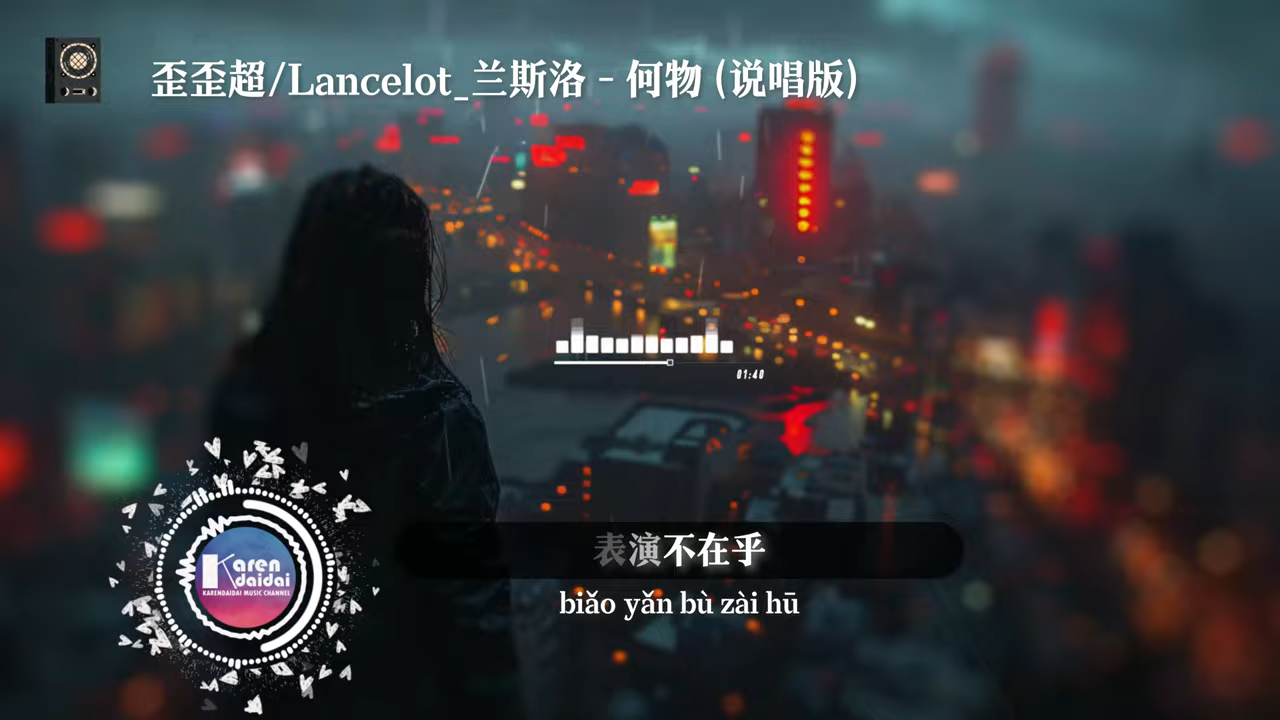 歪歪超/Lancelot_兰斯洛 - 何物 (说唱版)
01:40
表演不在乎
biǎo yǎn bù zài hū
Karen
daidai
KARENDAIDAI MUSIC CHANNEL